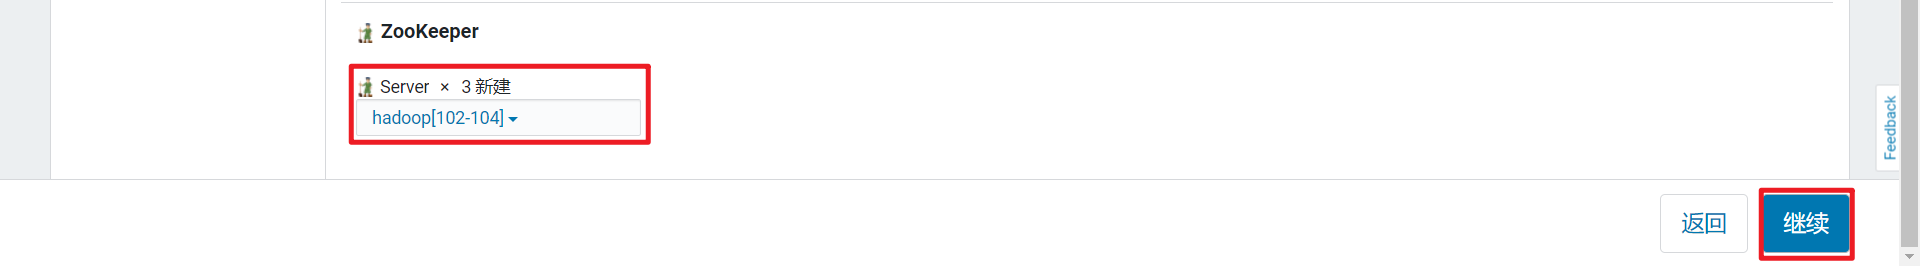 ZooKeeper
Server × 3 新建
hadoop[102-104]
Feedback
返回
继续